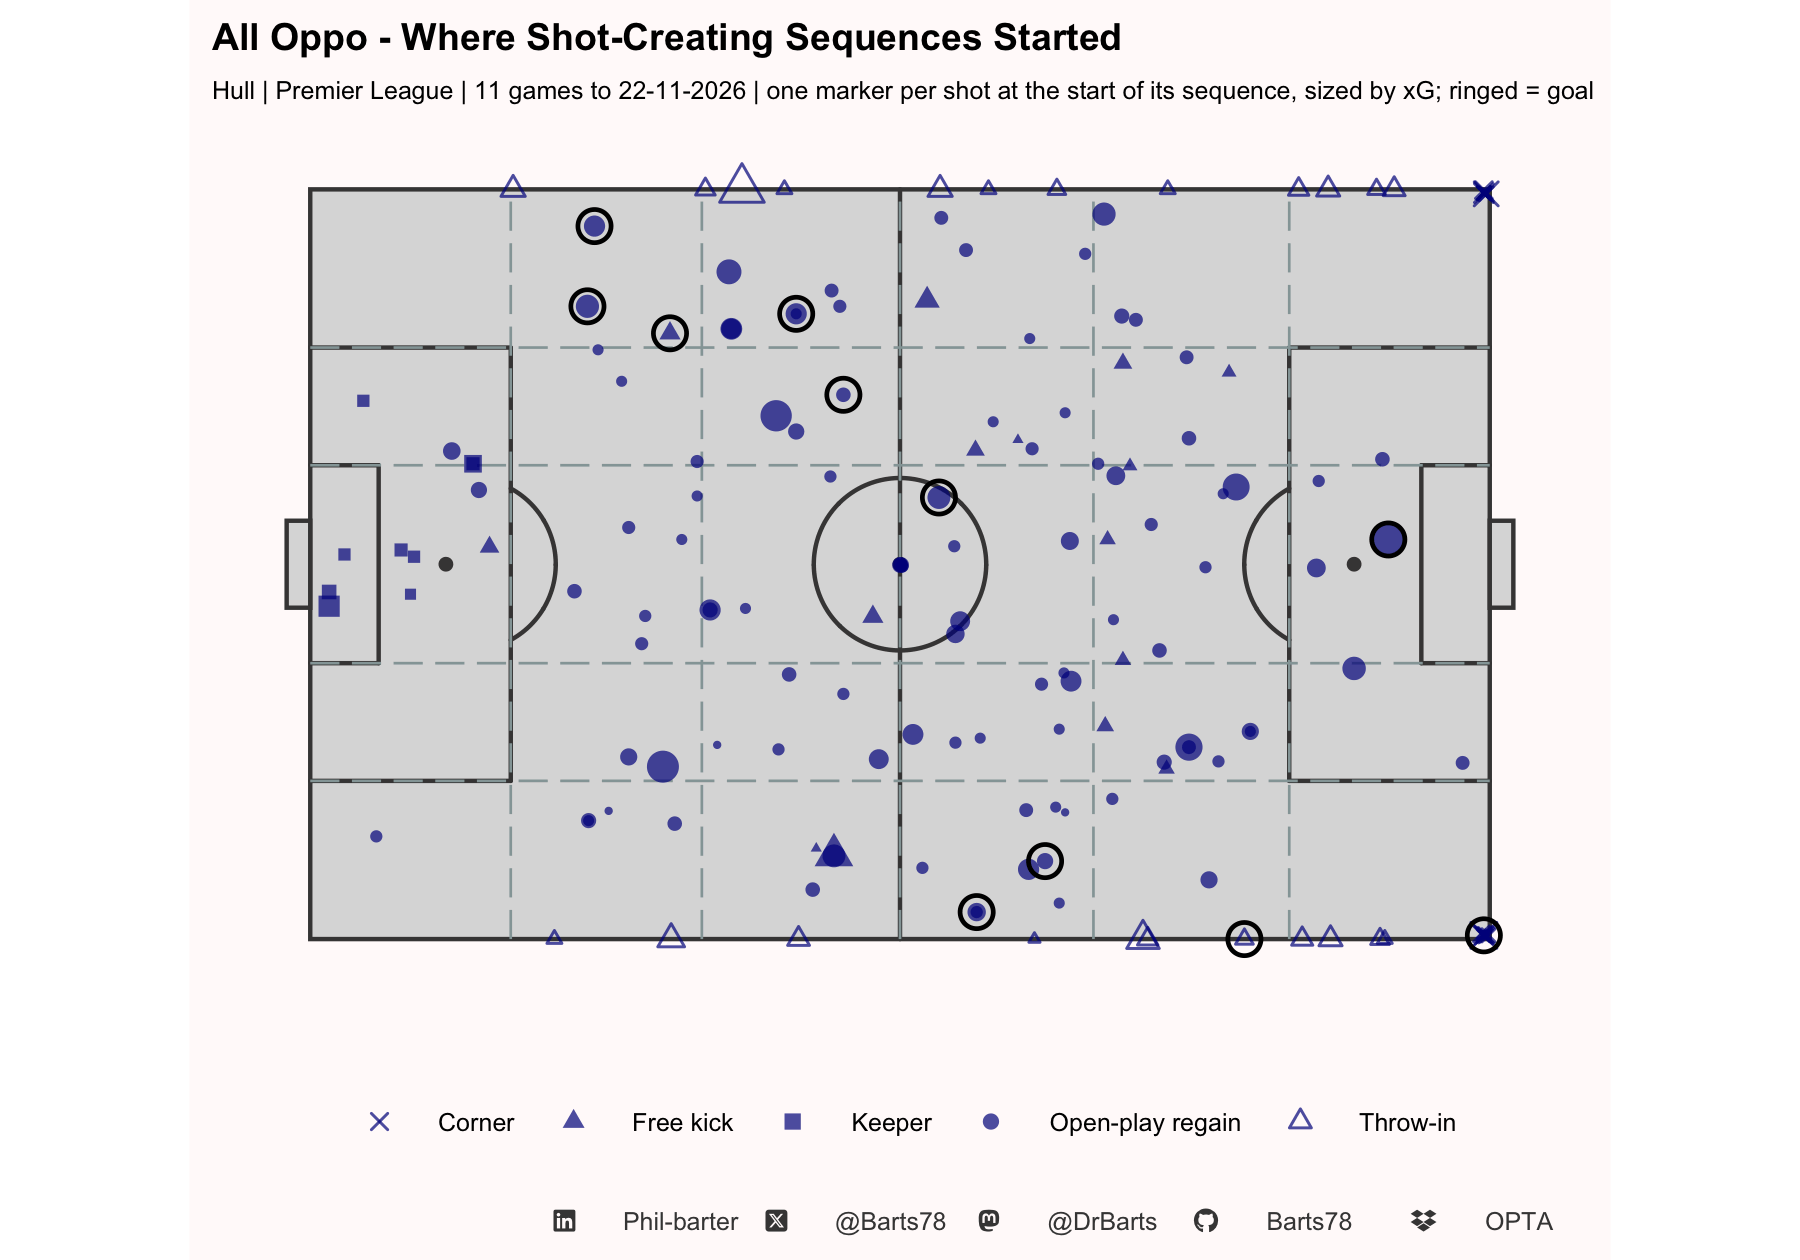 All Oppo - Where Shot-Creating Sequences Started
Hull | Premier League | 11 games to 22-11-2026 | one marker per shot at the start of its sequence, sized by xG; ringed = goal
Corner Free kick Keeper Open-play regain Throw-in
Phil-barter @Barts78 @DrBarts Barts78 OPTA